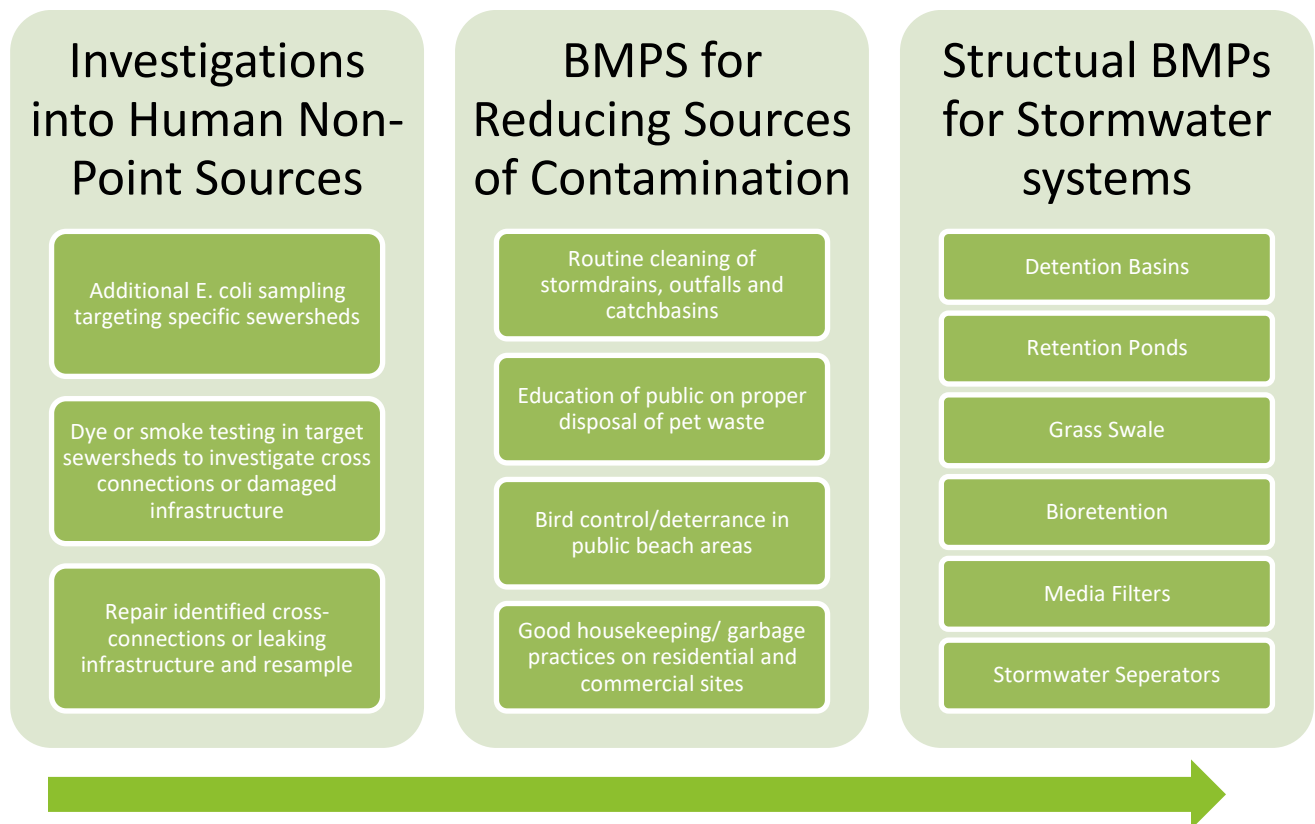 Investigations
into Human Non-
Point Sources
Additional E. coli sampling
targeting specific sewersheds
Dye or smoke testing in target
sewersheds to investigate cross
connections or damaged
infrastructure
Repair identified cross-
connections or leaking
infrastructure and resample
BMPS for
Reducing Sources
of Contamination
Routine cleaning of
stormdrains, outfalls and
catchbasins
Education of public on proper
disposal of pet waste
Bird control/deterrance in
public beach areas
Good housekeeping/ garbage
practices on residential and
commercial sites
Structual BMPs
for Stormwater
systems
Detention Basins
Retention Ponds
Grass Swale
Bioretention
Media Filters
Stormwater Seperators